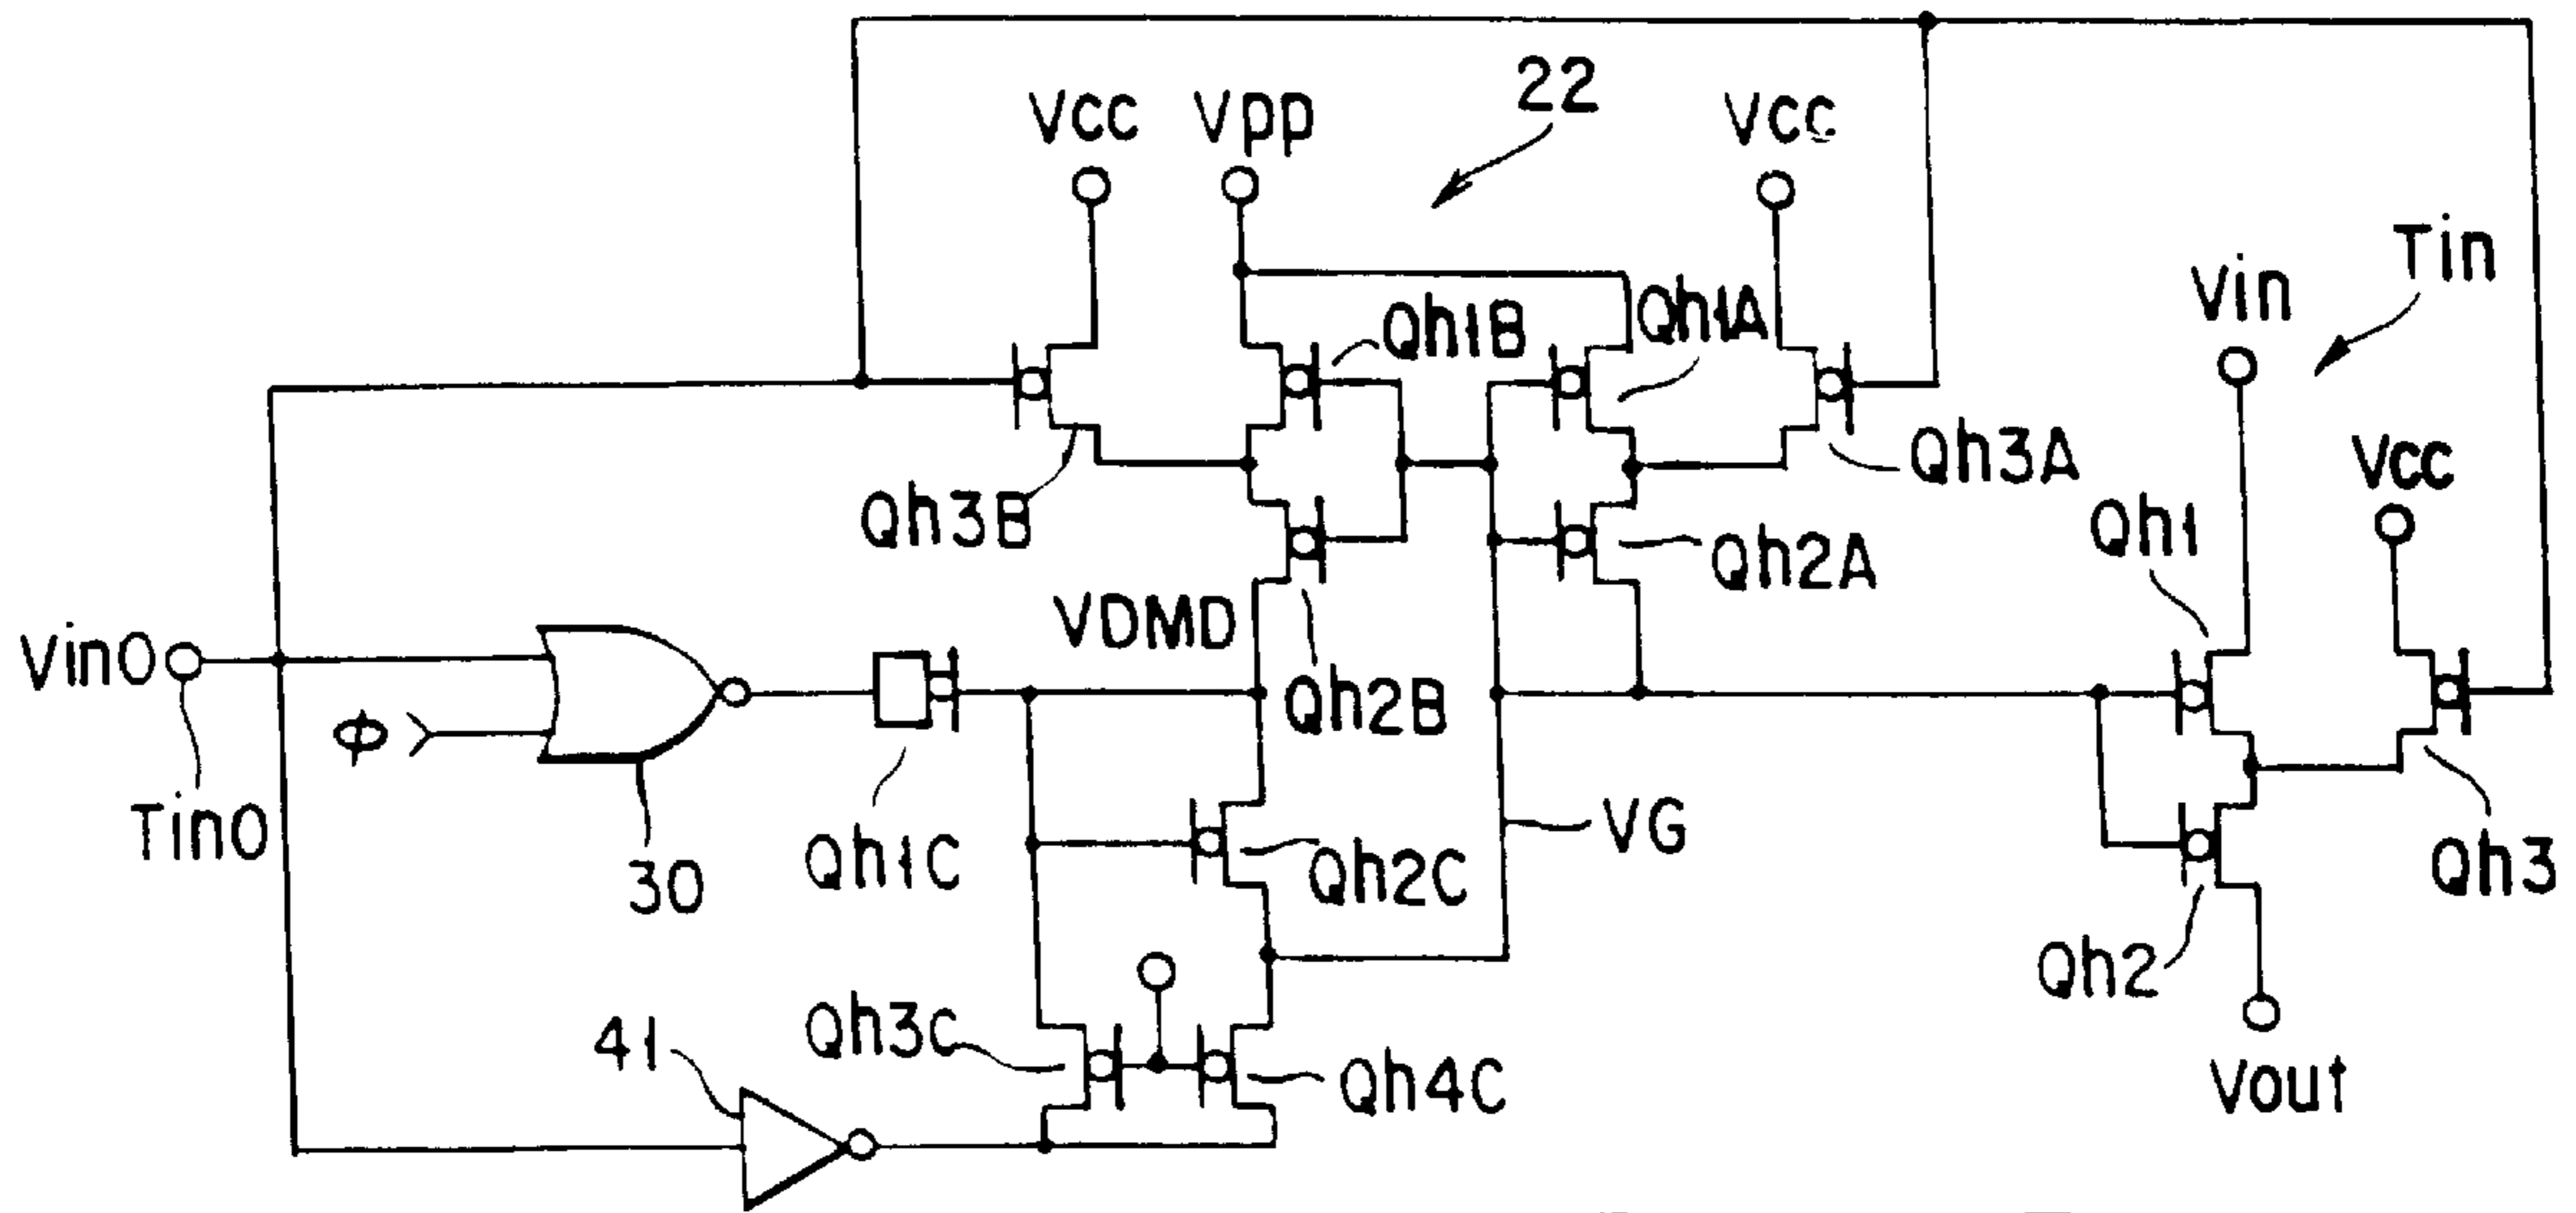 22
Vcc
Vpp
Vcc
Tin
Vin
Qh1B
Qh1A
Qh3A
Vcc
Qh3B
Qh1
Qh2A
VDMD
Vin0
Qh2B
ϕ
Tin0
30
Qh1C
Qh2C
VG
Qh3
Qh2
41
Qh3C
Qh4C
Vout